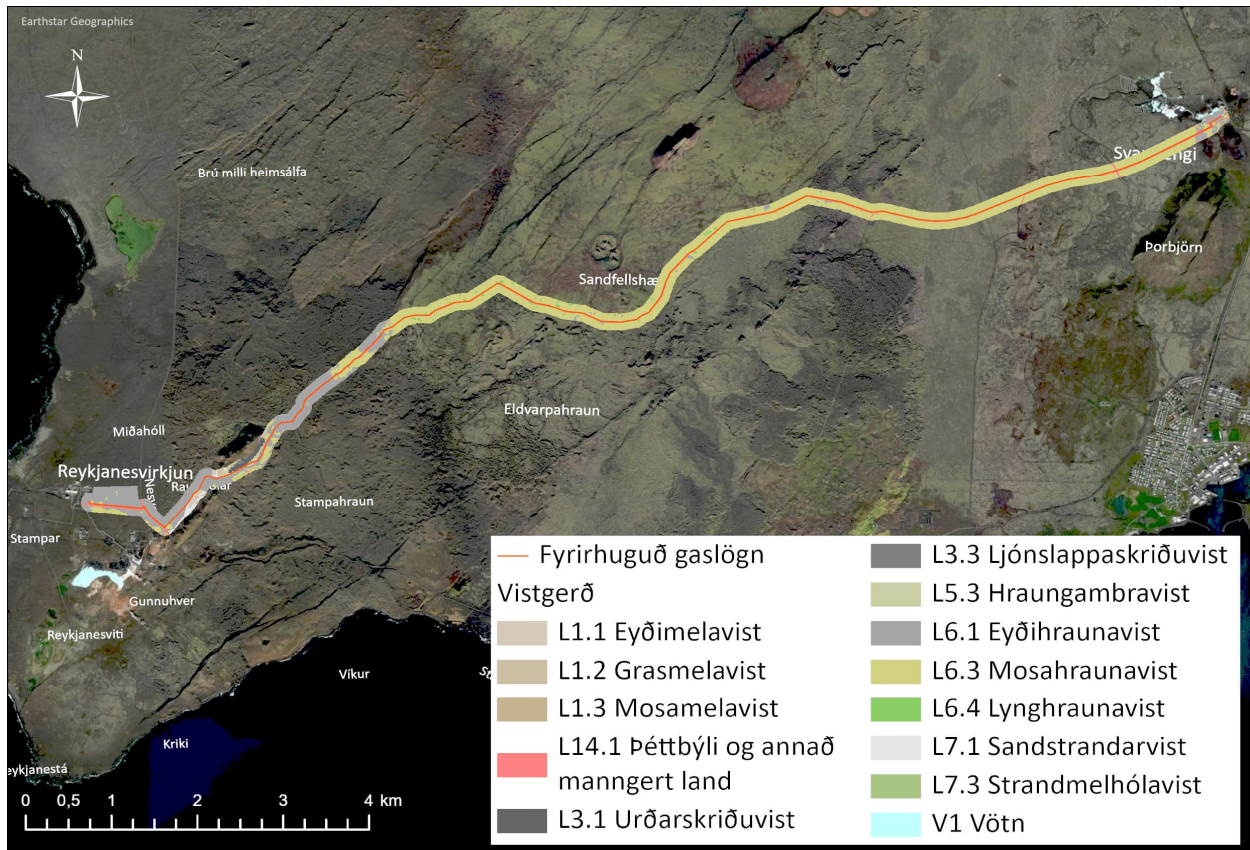 Earthstar Geographics
N
Brú milli heimsálfa
Þorbjörn
Sandfellshæ
Eldvarpahraun
Miðahóll
Reykjanesvirkjun
Stampahraun
Stampar
Gunnuhver
Reykjanesviti
Víkur
Kriki
eykjanestá
0 0,5 1 2 3 4 km
Fyrirhuguð gaslögn
Vistgerð
L1.1 Eyðimelavist
L1.2 Grasmelavist
L1.3 Mosamelavist
L14.1 Þéttbýli og annað
manngert land
L3.1 Urðarskriðuvist
L3.3 Ljónslappaskriðuvist
L5.3 Hraungambravist
L6.1 Eyðihraunavist
L6.3 Mosahraunavist
L6.4 Lynghraunavist
L7.1 Sandstrandarvist
L7.3 Strandmelhólavist
V1 Vötn